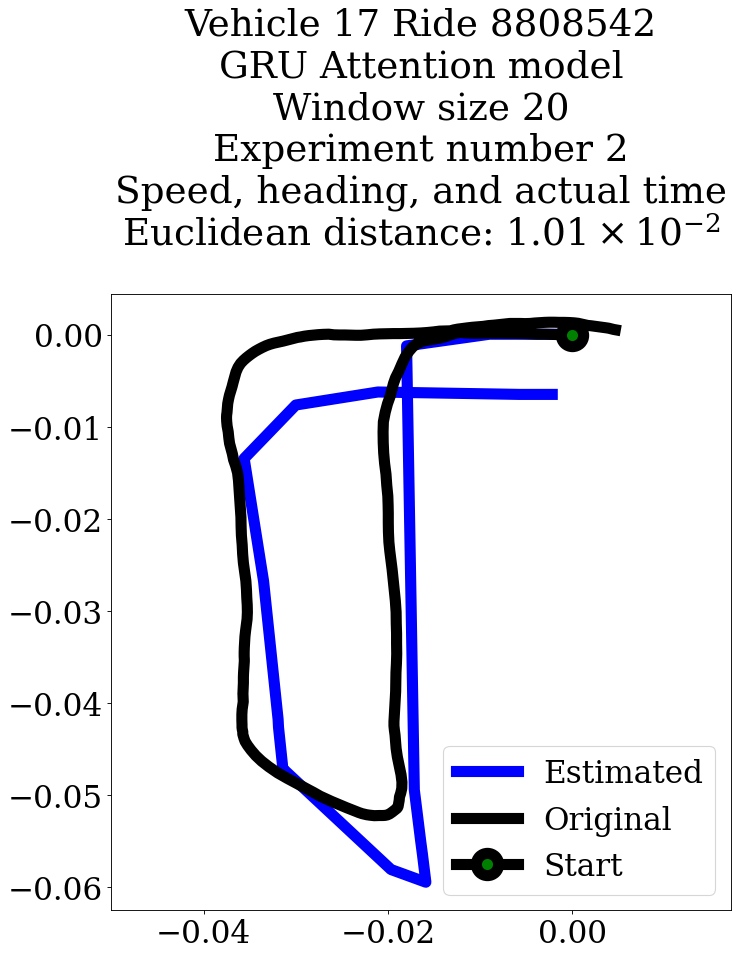 Vehicle 17 Ride 8808542
GRU Attention model
Window size 20
Experiment number 2
Speed, heading, and actual time
Euclidean distance: 1.01 × 10⁻²
0.00
−0.01
−0.02
−0.03
−0.04
−0.05
−0.06
Estimated
Original
Start
−0.04 −0.02 0.00